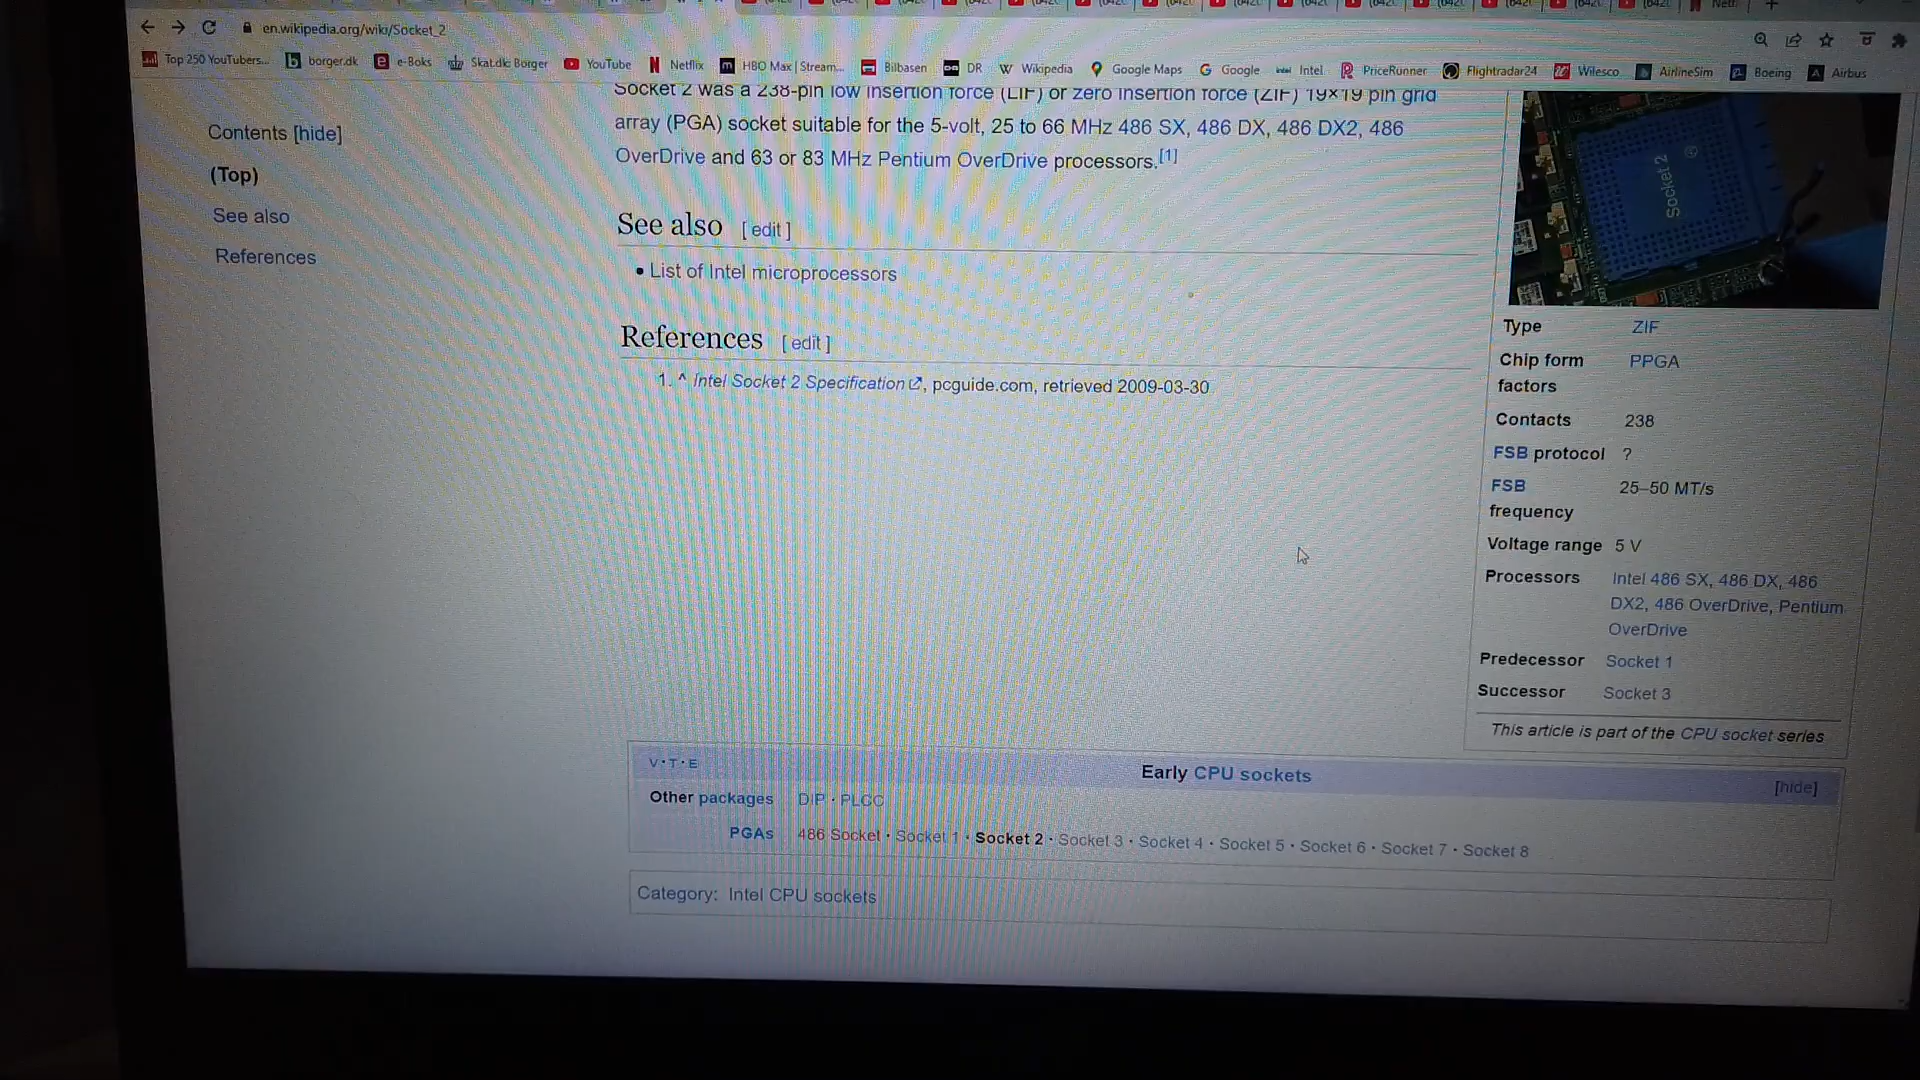 en.wikipedia.org/wiki/Socket_2
Top 250 YouTubers... borger.dk e-Boks Skat.dk: Borger YouTube Netflix HBO Max | Stream... Bilbasen DR Wikipedia Google Maps Google Intel PriceRunner Flightradar24 Wilesco AirlineSim Boeing Airbus
Contents [hide]
(Top)
See also
References
Socket 2 was a 238-pin low insertion force (LIF) or zero insertion force (ZIF) 19×19 pin grid
array (PGA) socket suitable for the 5-volt, 25 to 66 MHz 486 SX, 486 DX, 486 DX2, 486
OverDrive and 63 or 83 MHz Pentium OverDrive processors.[1]
See also [ edit ]
• List of Intel microprocessors
References [ edit ]
1. ^ Intel Socket 2 Specification, pcguide.com, retrieved 2009-03-30
Socket 2
Type ZIF
Chip form factors PPGA
Contacts 238
FSB protocol ?
FSB frequency 25–50 MT/s
Voltage range 5 V
Processors Intel 486 SX, 486 DX, 486
DX2, 486 OverDrive, Pentium
OverDrive
Predecessor Socket 1
Successor Socket 3
This article is part of the CPU socket series
V · T · E Early CPU sockets [hide]
Other packages DIP · PLCC
PGAs 486 Socket · Socket 1 · Socket 2 · Socket 3 · Socket 4 · Socket 5 · Socket 6 · Socket 7 · Socket 8
Category: Intel CPU sockets